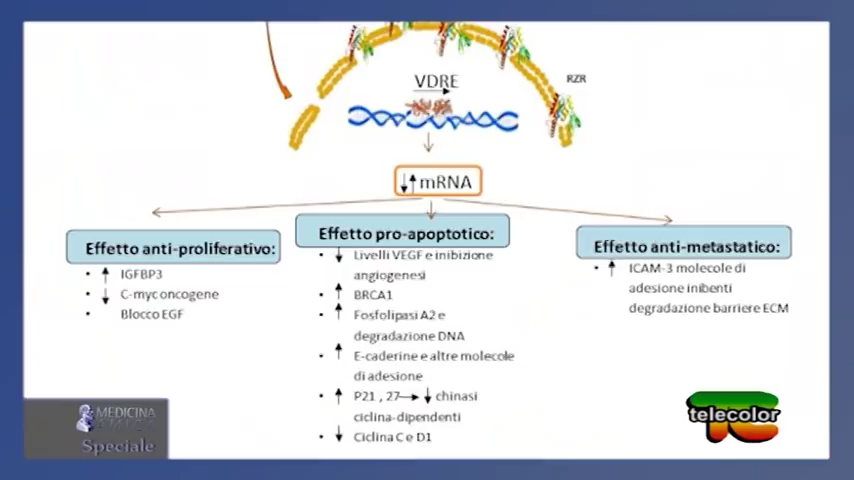 VDRE
RZR
↓↑mRNA
Effetto anti-proliferativo:
• ↑ IGFBP3
• ↓ C-myc oncogene
• Blocco EGF
Effetto pro-apoptotico:
• ↓ Livelli VEGF e inibizione
angiogenesi
• ↑ BRCA1
• ↑ Fosfolipasi A2 e
degradazione DNA
• ↑ E-caderine e altre molecole
di adesione
• ↑ P21 , 27→ ↓ chinasi
ciclina-dipendenti
• ↓ Ciclina C e D1
Effetto anti-metastatico:
• ↑ ICAM-3 molecole di
adesione inibenti
degradazione barriere ECM
MEDICINA
AMICA
Speciale
telecolor